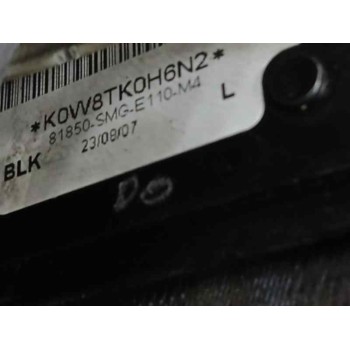 *K0W8TK0H6N2*
81850-SMG-E110-M4
BLK 23/09/07 L
DO